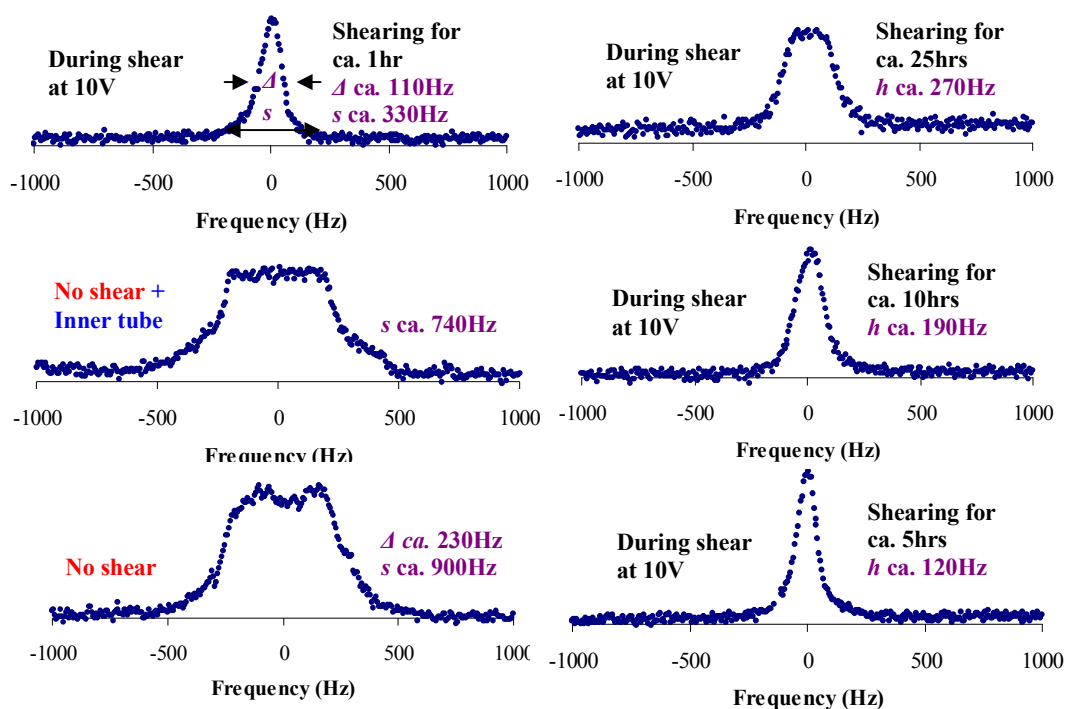 During shear
at 10V
Δ
s
Shearing for
ca. 1hr
Δ ca. 110Hz
s ca. 330Hz
-1000 -500 0 500 1000
Frequency (Hz)
Shearing for
ca. 25hrs
h ca. 270Hz
-1000 -500 0 500 1000
Frequency (Hz)
No shear +
Inner tube
s ca. 740Hz
-1000 -500 0 500 1000
Frequency (Hz)
During shear
at 10V
Shearing for
ca. 10hrs
h ca. 190Hz
-1000 -500 0 500 1000
Frequency (Hz)
No shear
Δ ca. 230Hz
s ca. 900Hz
-1000 -500 0 500 1000
Frequency (Hz)
During shear
at 10V
Shearing for
ca. 5hrs
h ca. 120Hz
-1000 -500 0 500 1000
Frequency (Hz)